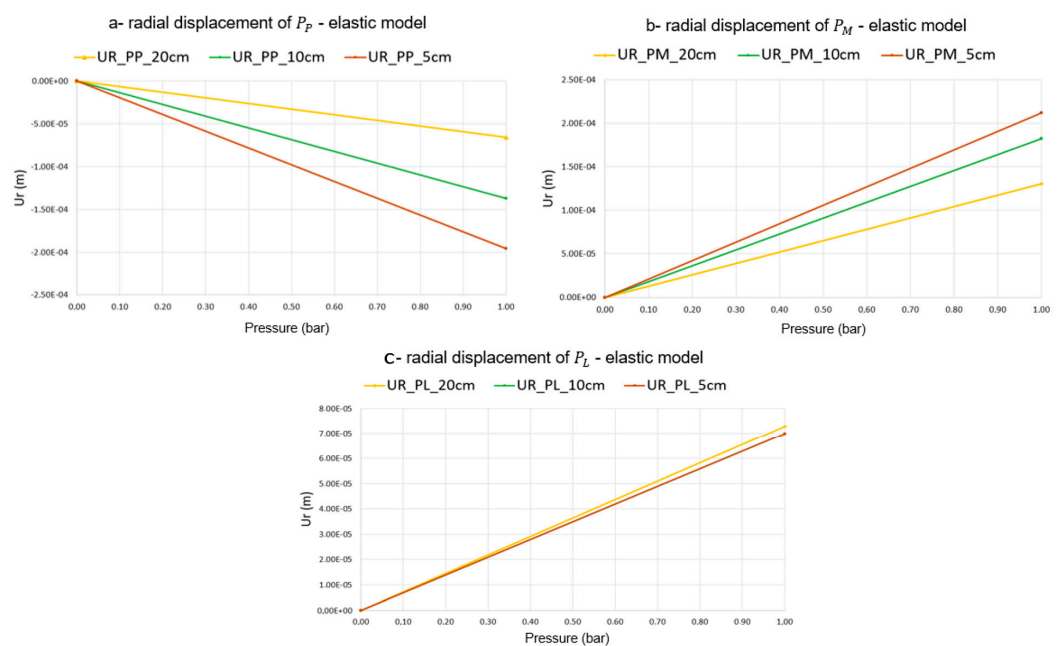 a- radial displacement of P_P - elastic model
UR_PP_20cm UR_PP_10cm UR_PP_5cm
0.00E+00
-5.00E-05
-1.00E-04
-1.50E-04
-2.00E-04
-2.50E-04
Ur (m)
0.00 0.10 0.20 0.30 0.40 0.50 0.60 0.70 0.80 0.90 1.00
Pressure (bar)
b- radial displacement of P_M - elastic model
UR_PM_20cm UR_PM_10cm UR_PM_5cm
2.50E-04
2.00E-04
1.50E-04
1.00E-04
5.00E-05
0.00E+00
Ur (m)
0.00 0.10 0.20 0.30 0.40 0.50 0.60 0.70 0.80 0.90 1.00
Pressure (bar)
c- radial displacement of P_L - elastic model
UR_PL_20cm UR_PL_10cm UR_PL_5cm
8.00E-05
7.00E-05
6.00E-05
5.00E-05
4.00E-05
3.00E-05
2.00E-05
1.00E-05
0,00E+00
Ur (m)
0.00 0.10 0.20 0.30 0.40 0.50 0.60 0.70 0.80 0.90 1.00
Pressure (bar)